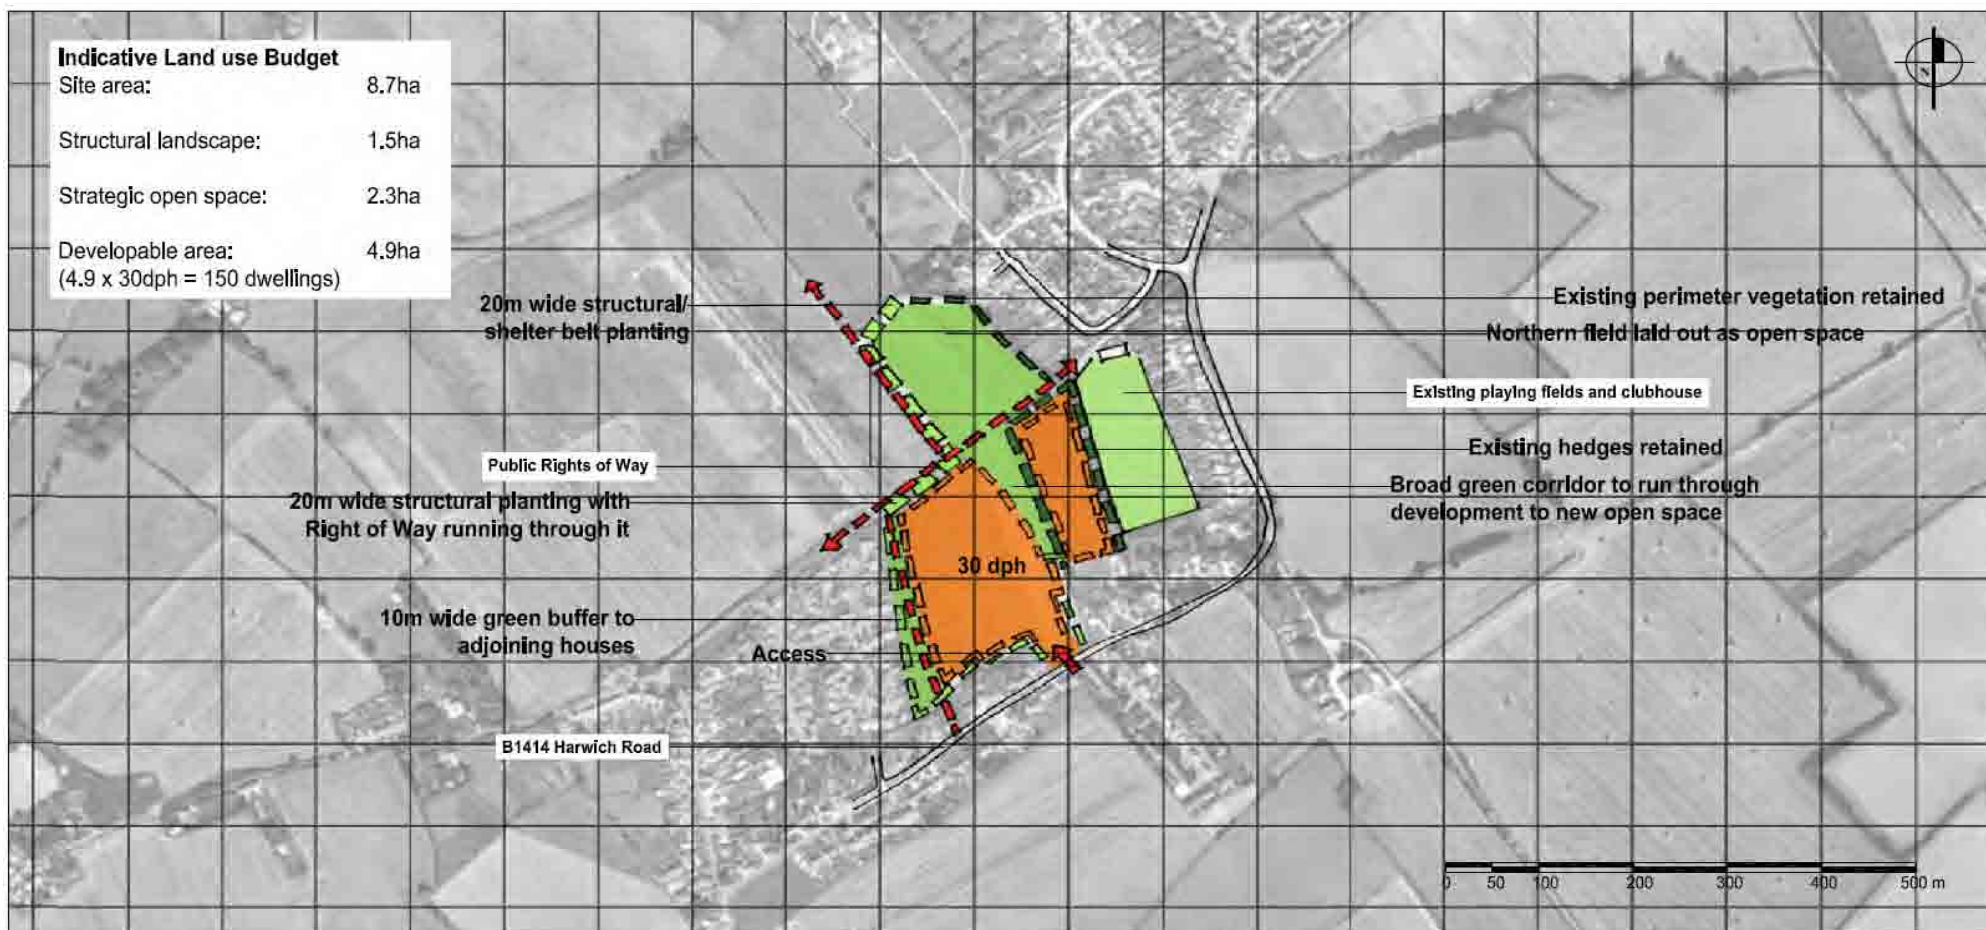 Indicative Land use Budget
Site area: 8.7ha
Structural landscape: 1.5ha
Strategic open space: 2.3ha
Developable area: 4.9ha
(4.9 x 30dph = 150 dwellings)
N
20m wide structural/
shelter belt planting
Existing perimeter vegetation retained
Northern field laid out as open space
Existing playing fields and clubhouse
Existing hedges retained
Public Rights of Way
Broad green corridor to run through
development to new open space
20m wide structural planting with
Right of Way running through it
30 dph
10m wide green buffer to
adjoining houses
Access
B1414 Harwich Road
0 50 100 200 300 400 500 m